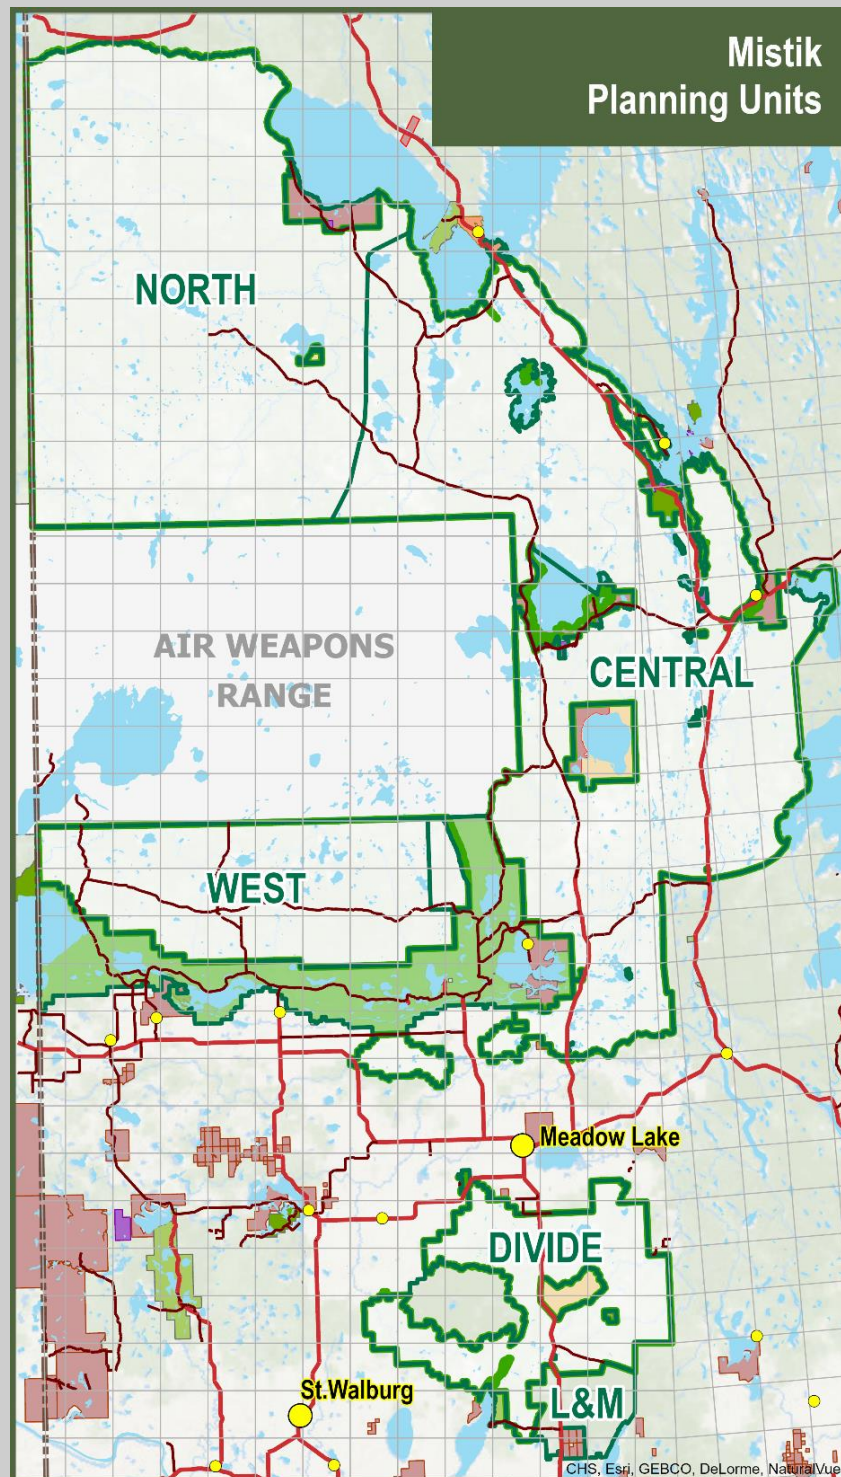 Mistik
Planning Units
NORTH
AIR WEAPONS
RANGE
CENTRAL
WEST
Meadow Lake
DIVIDE
St.Walburg
L&M
CHS, Esri, GEBCO, DeLorme, NaturalVue